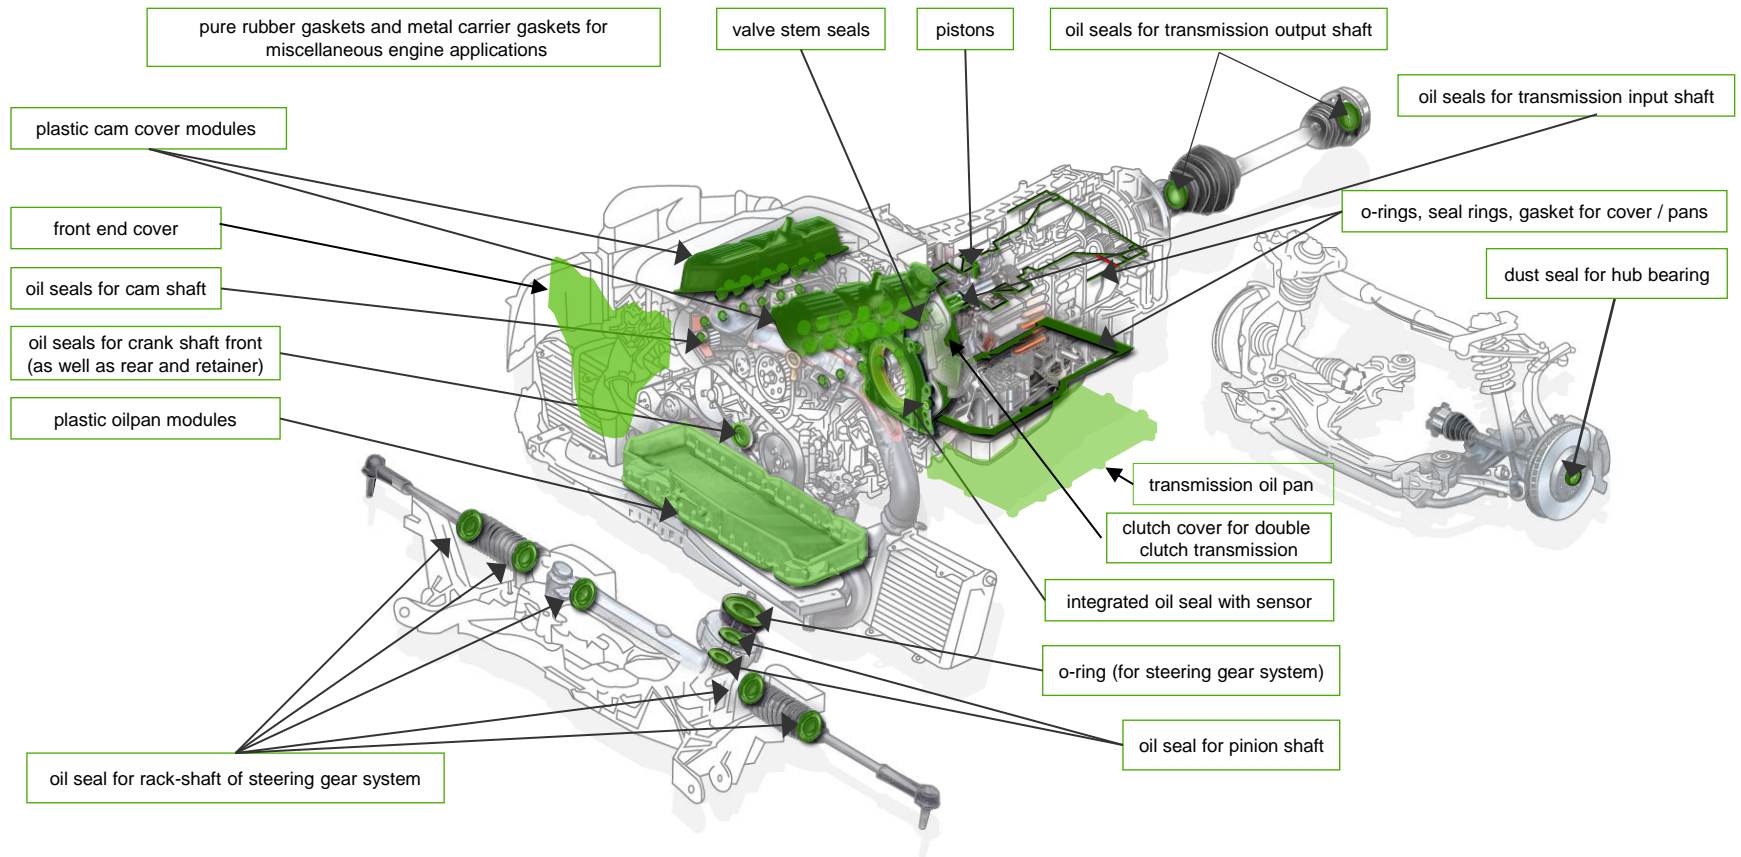 pure rubber gaskets and metal carrier gaskets for
miscellaneous engine applications
valve stem seals
pistons
oil seals for transmission output shaft
oil seals for transmission input shaft
plastic cam cover modules
front end cover
o-rings, seal rings, gasket for cover / pans
oil seals for cam shaft
dust seal for hub bearing
oil seals for crank shaft front
(as well as rear and retainer)
plastic oilpan modules
transmission oil pan
clutch cover for double
clutch transmission
integrated oil seal with sensor
o-ring (for steering gear system)
oil seal for pinion shaft
oil seal for rack-shaft of steering gear system